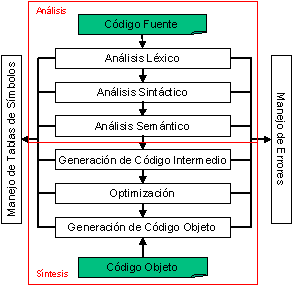 Análisis
Código Fuente
Análisis Léxico
Análisis Sintáctico
Análisis Semántico
Generación de Código Intermedio
Optimización
Generación de Código Objeto
Código Objeto
Síntesis
Manejo de Tablas de Símbolos
Manejo de Errores